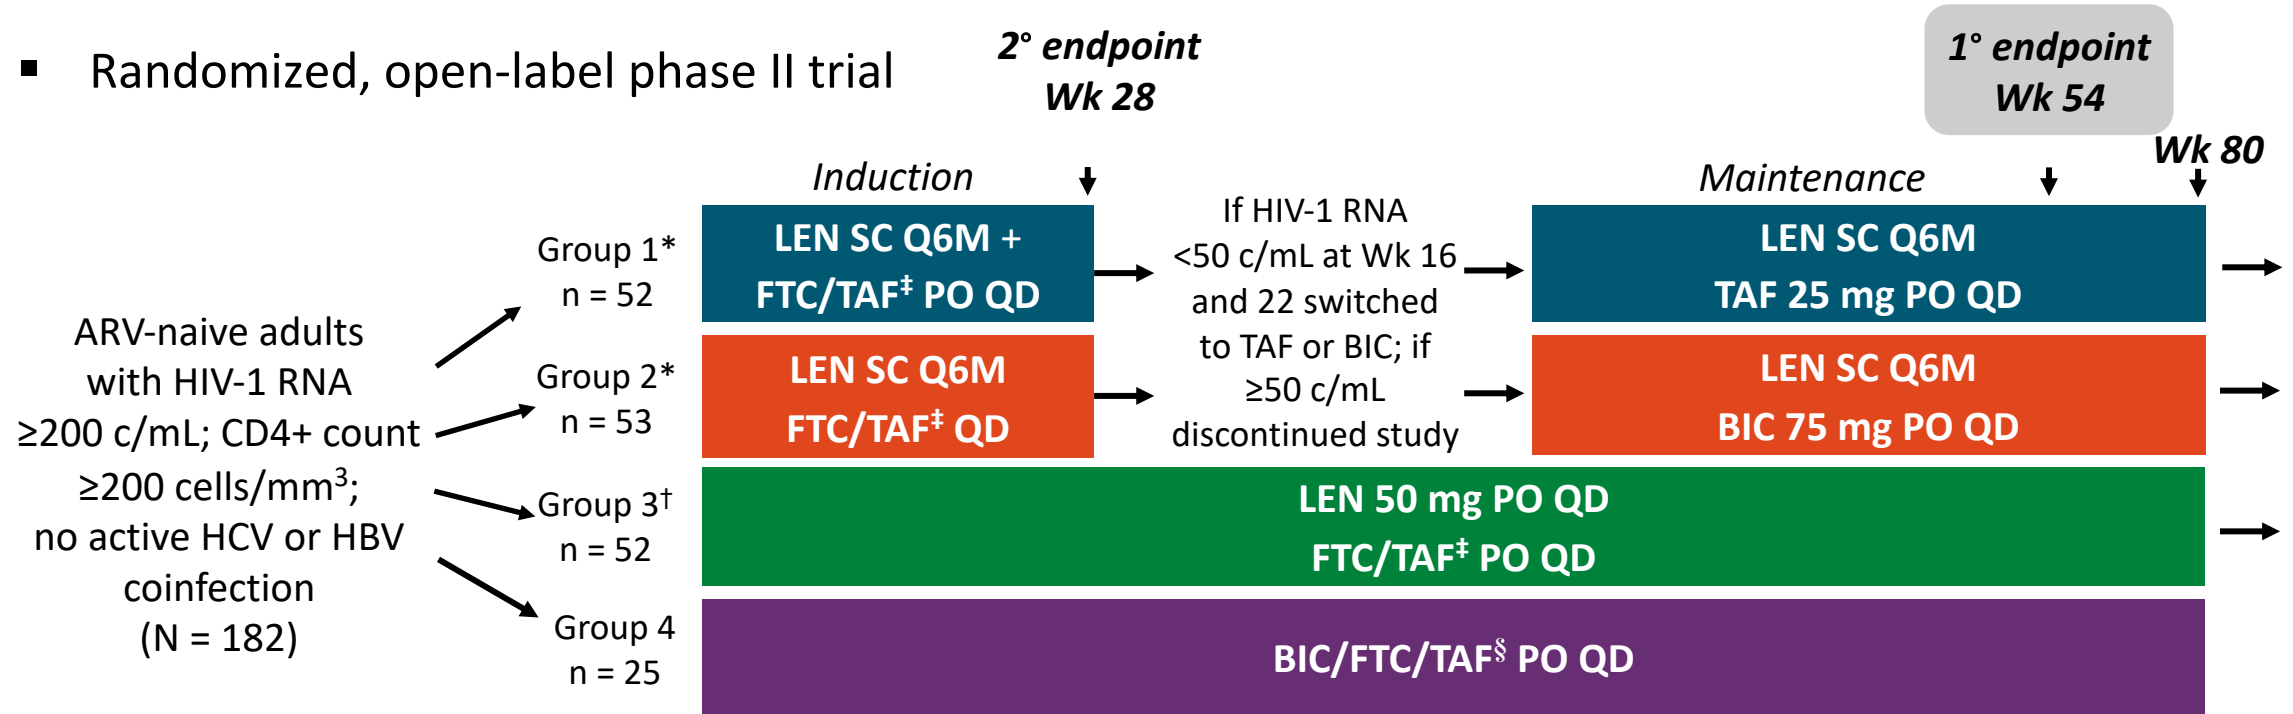 ▪ Randomized, open-label phase II trial
2° endpoint
Wk 28
1° endpoint
Wk 54
Wk 80
Induction
Maintenance
ARV-naive adults
with HIV-1 RNA
≥200 c/mL; CD4+ count
≥200 cells/mm³;
no active HCV or HBV
coinfection
(N = 182)
Group 1*
n = 52
LEN SC Q6M +
FTC/TAF‡ PO QD
Group 2*
n = 53
LEN SC Q6M
FTC/TAF‡ QD
If HIV-1 RNA
<50 c/mL at Wk 16
and 22 switched
to TAF or BIC; if
≥50 c/mL
discontinued study
LEN SC Q6M
TAF 25 mg PO QD
LEN SC Q6M
BIC 75 mg PO QD
Group 3†
n = 52
LEN 50 mg PO QD
FTC/TAF‡ PO QD
Group 4
n = 25
BIC/FTC/TAF§ PO QD